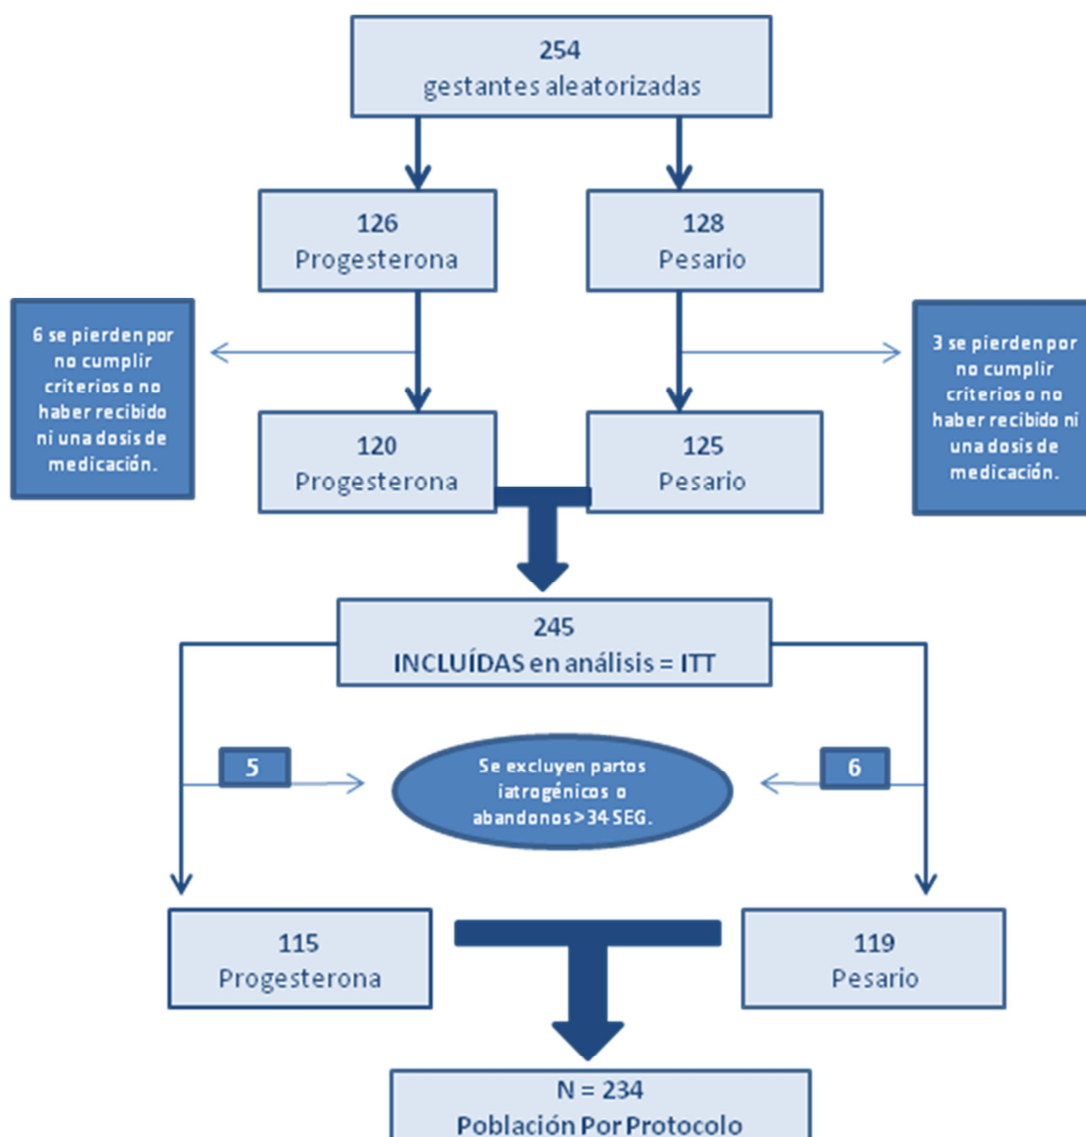 254
gestantes aleatorizadas
126
Progesterona
128
Pesario
6 se pierden por
no cumplir
criterios o no
haber recibido
ni una dosis de
medicación.
3 se pierden por
no cumplir
criterios o no
haber recibido ni
una dosis de
medicación.
120
Progesterona
125
Pesario
245
INCLUÍDAS en análisis = ITT
5
Se excluyen partos
iatrogénicos o
abandonos > 34 SEG.
6
115
Progesterona
119
Pesario
N = 234
Población Por Protocolo